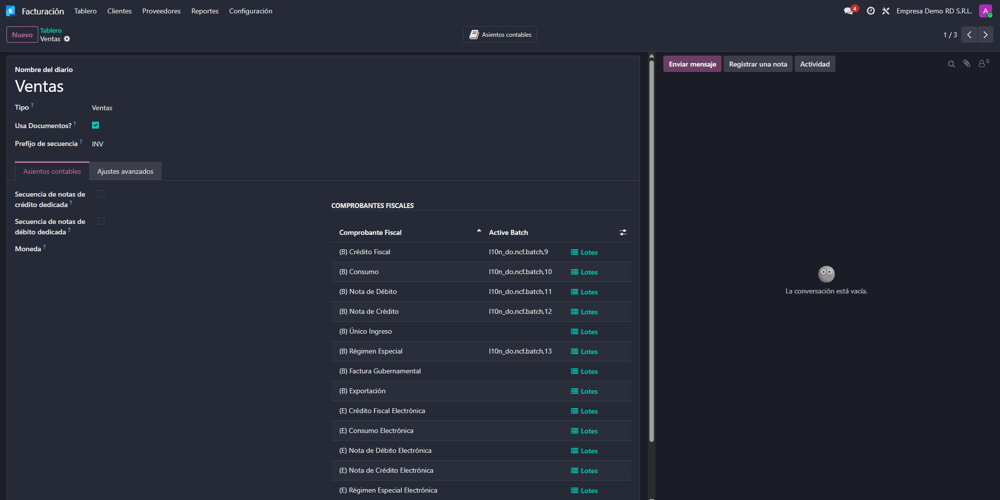 Facturación Tablero Clientes Proveedores Reportes Configuración 4 Empresa Demo RD S.R.L. A
Nuevo Tablero
Ventas
Asientos contables
1 / 3
Nombre del diario
Ventas
Tipo ? Ventas
Usa Documentos? ?
Prefijo de secuencia ? INV
Asientos contables Ajustes avanzados
Secuencia de notas de
crédito dedicada ?
Secuencia de notas de
débito dedicada ?
Moneda ?
COMPROBANTES FISCALES
Comprobante Fiscal Active Batch
(B) Crédito Fiscal l10n_do.ncf.batch,9 Lotes
(B) Consumo l10n_do.ncf.batch,10 Lotes
(B) Nota de Débito l10n_do.ncf.batch,11 Lotes
(B) Nota de Crédito l10n_do.ncf.batch,12 Lotes
(B) Único Ingreso Lotes
(B) Régimen Especial l10n_do.ncf.batch,13 Lotes
(B) Factura Gubernamental Lotes
(B) Exportación Lotes
(E) Crédito Fiscal Electrónica Lotes
(E) Consumo Electrónica Lotes
(E) Nota de Débito Electrónica Lotes
(E) Nota de Crédito Electrónica Lotes
(E) Régimen Especial Electrónica Lotes
Enviar mensaje Registrar una nota Actividad 0
La conversación está vacía.